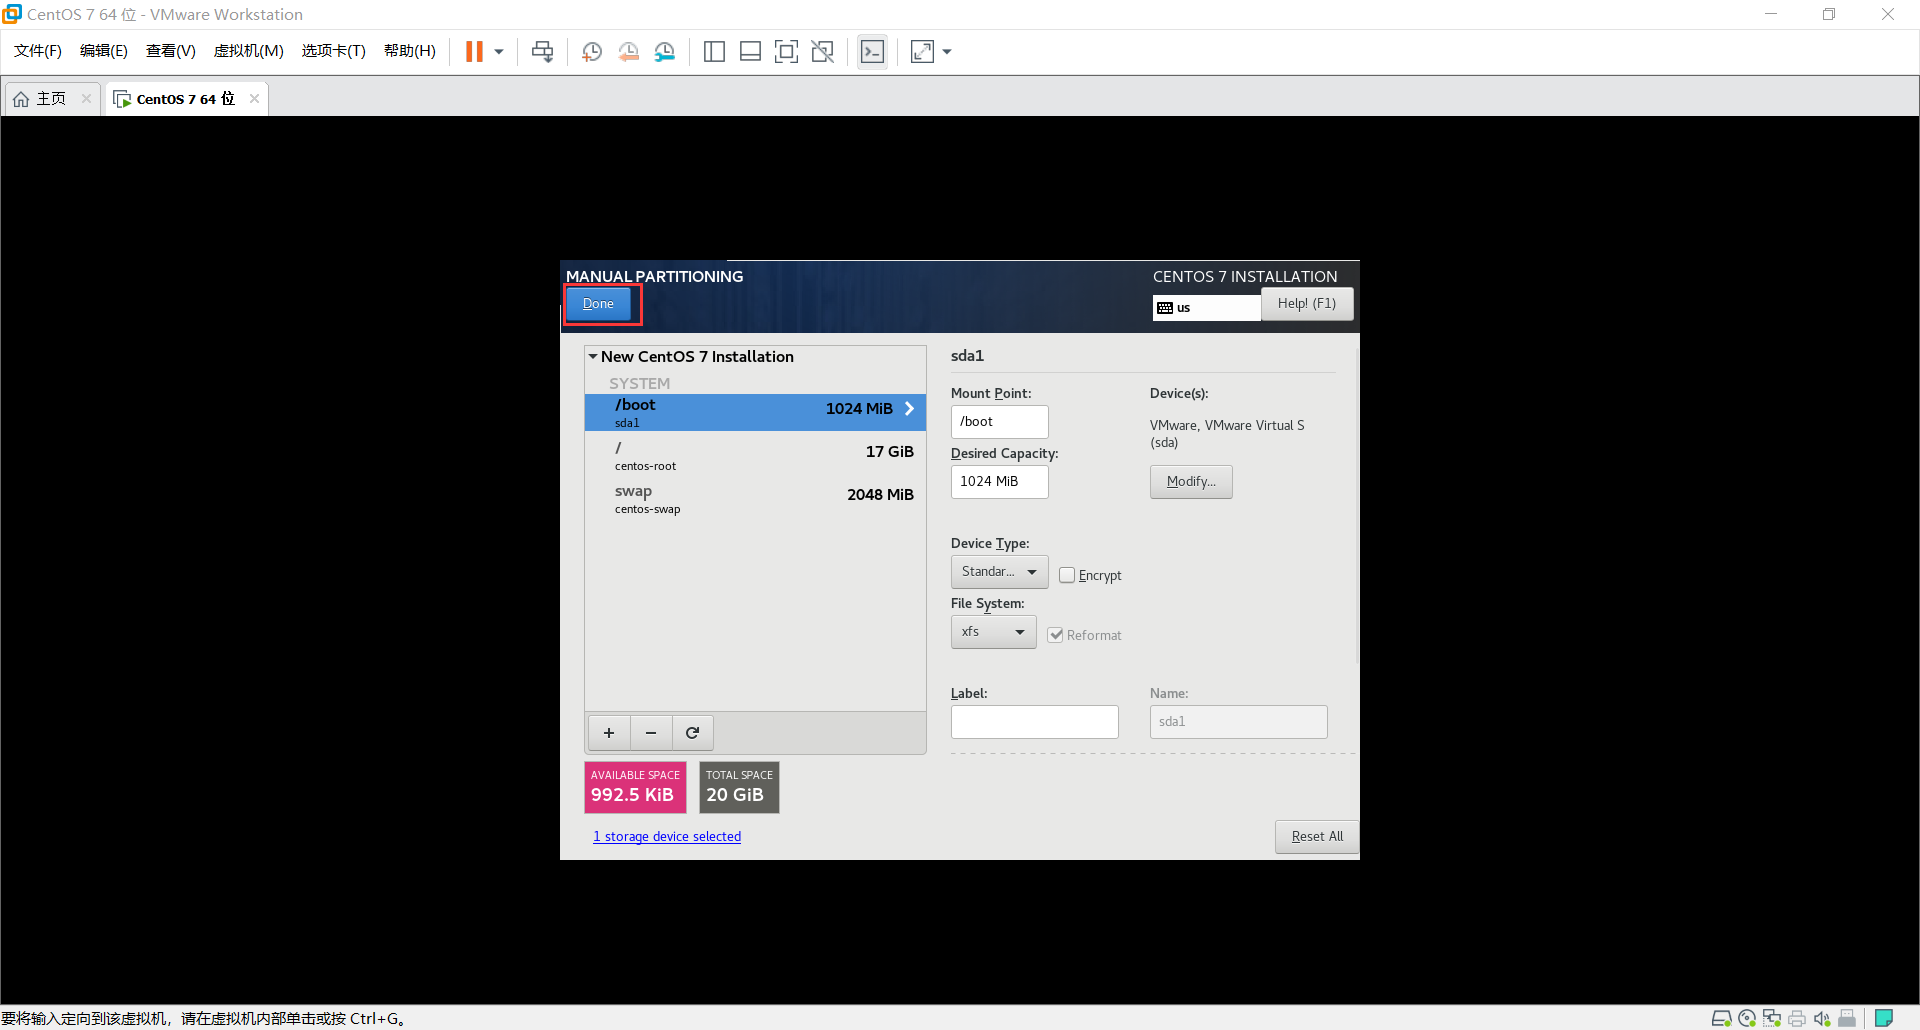 CentOS 7 64 位 - VMware Workstation
文件(F) 编辑(E) 查看(V) 虚拟机(M) 选项卡(T) 帮助(H)
主页 CentOS 7 64 位
MANUAL PARTITIONING
CENTOS 7 INSTALLATION
Done
us
Help! (F1)
New CentOS 7 Installation
SYSTEM
/boot 1024 MiB
sda1
/ 17 GiB
centos-root
swap 2048 MiB
centos-swap
+ − 
AVAILABLE SPACE
992.5 KiB
TOTAL SPACE
20 GiB
1 storage device selected
sda1
Mount Point:
/boot
Device(s):
VMware, VMware Virtual S
(sda)
Desired Capacity:
1024 MiB
Modify...
Device Type:
Standar...
Encrypt
File System:
xfs
Reformat
Label:
Name:
sda1
Reset All
要将输入定向到该虚拟机，请在虚拟机内部单击或按 Ctrl+G。